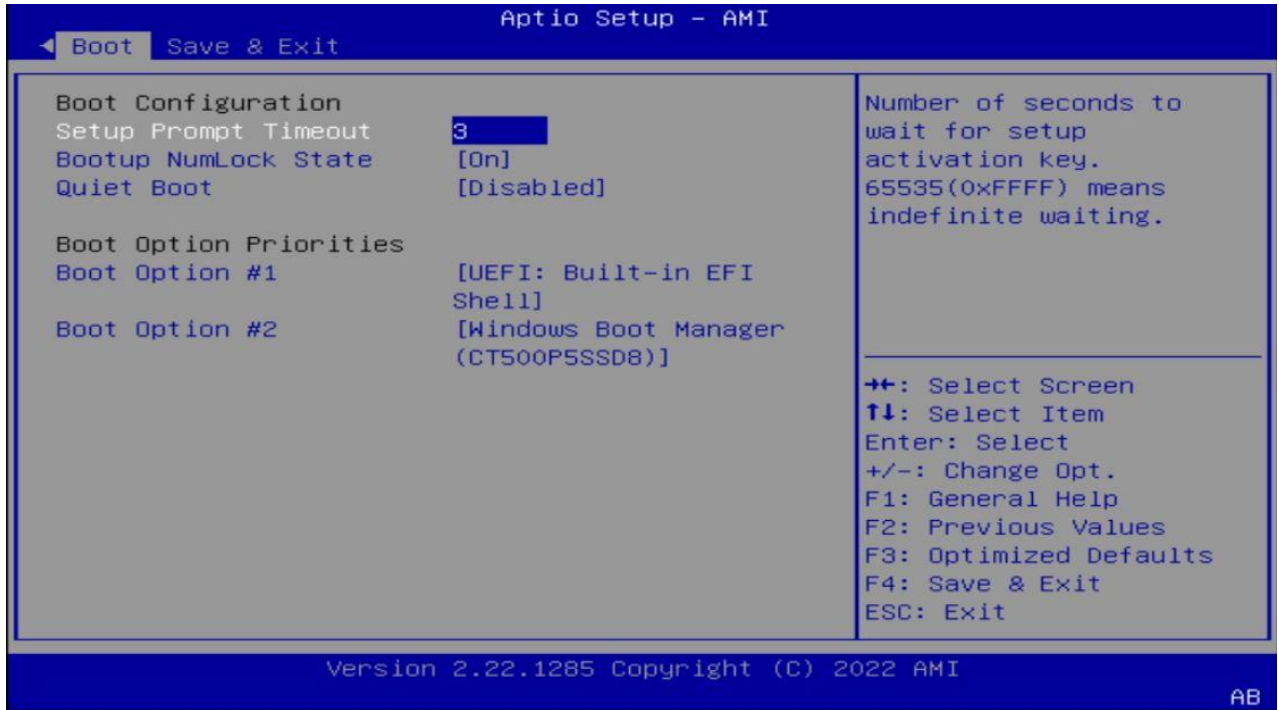 Aptio Setup – AMI
Boot Save & Exit
Boot Configuration
Setup Prompt Timeout 3
Bootup NumLock State [On]
Quiet Boot [Disabled]
Boot Option Priorities
Boot Option #1 [UEFI: Built-in EFI
Shell]
Boot Option #2 [Windows Boot Manager
(CT500P5SSD8)]
Number of seconds to
wait for setup
activation key.
65535(0xFFFF) means
indefinite waiting.
→←: Select Screen
↑↓: Select Item
Enter: Select
+/-: Change Opt.
F1: General Help
F2: Previous Values
F3: Optimized Defaults
F4: Save & Exit
ESC: Exit
Version 2.22.1285 Copyright (C) 2022 AMI
AB